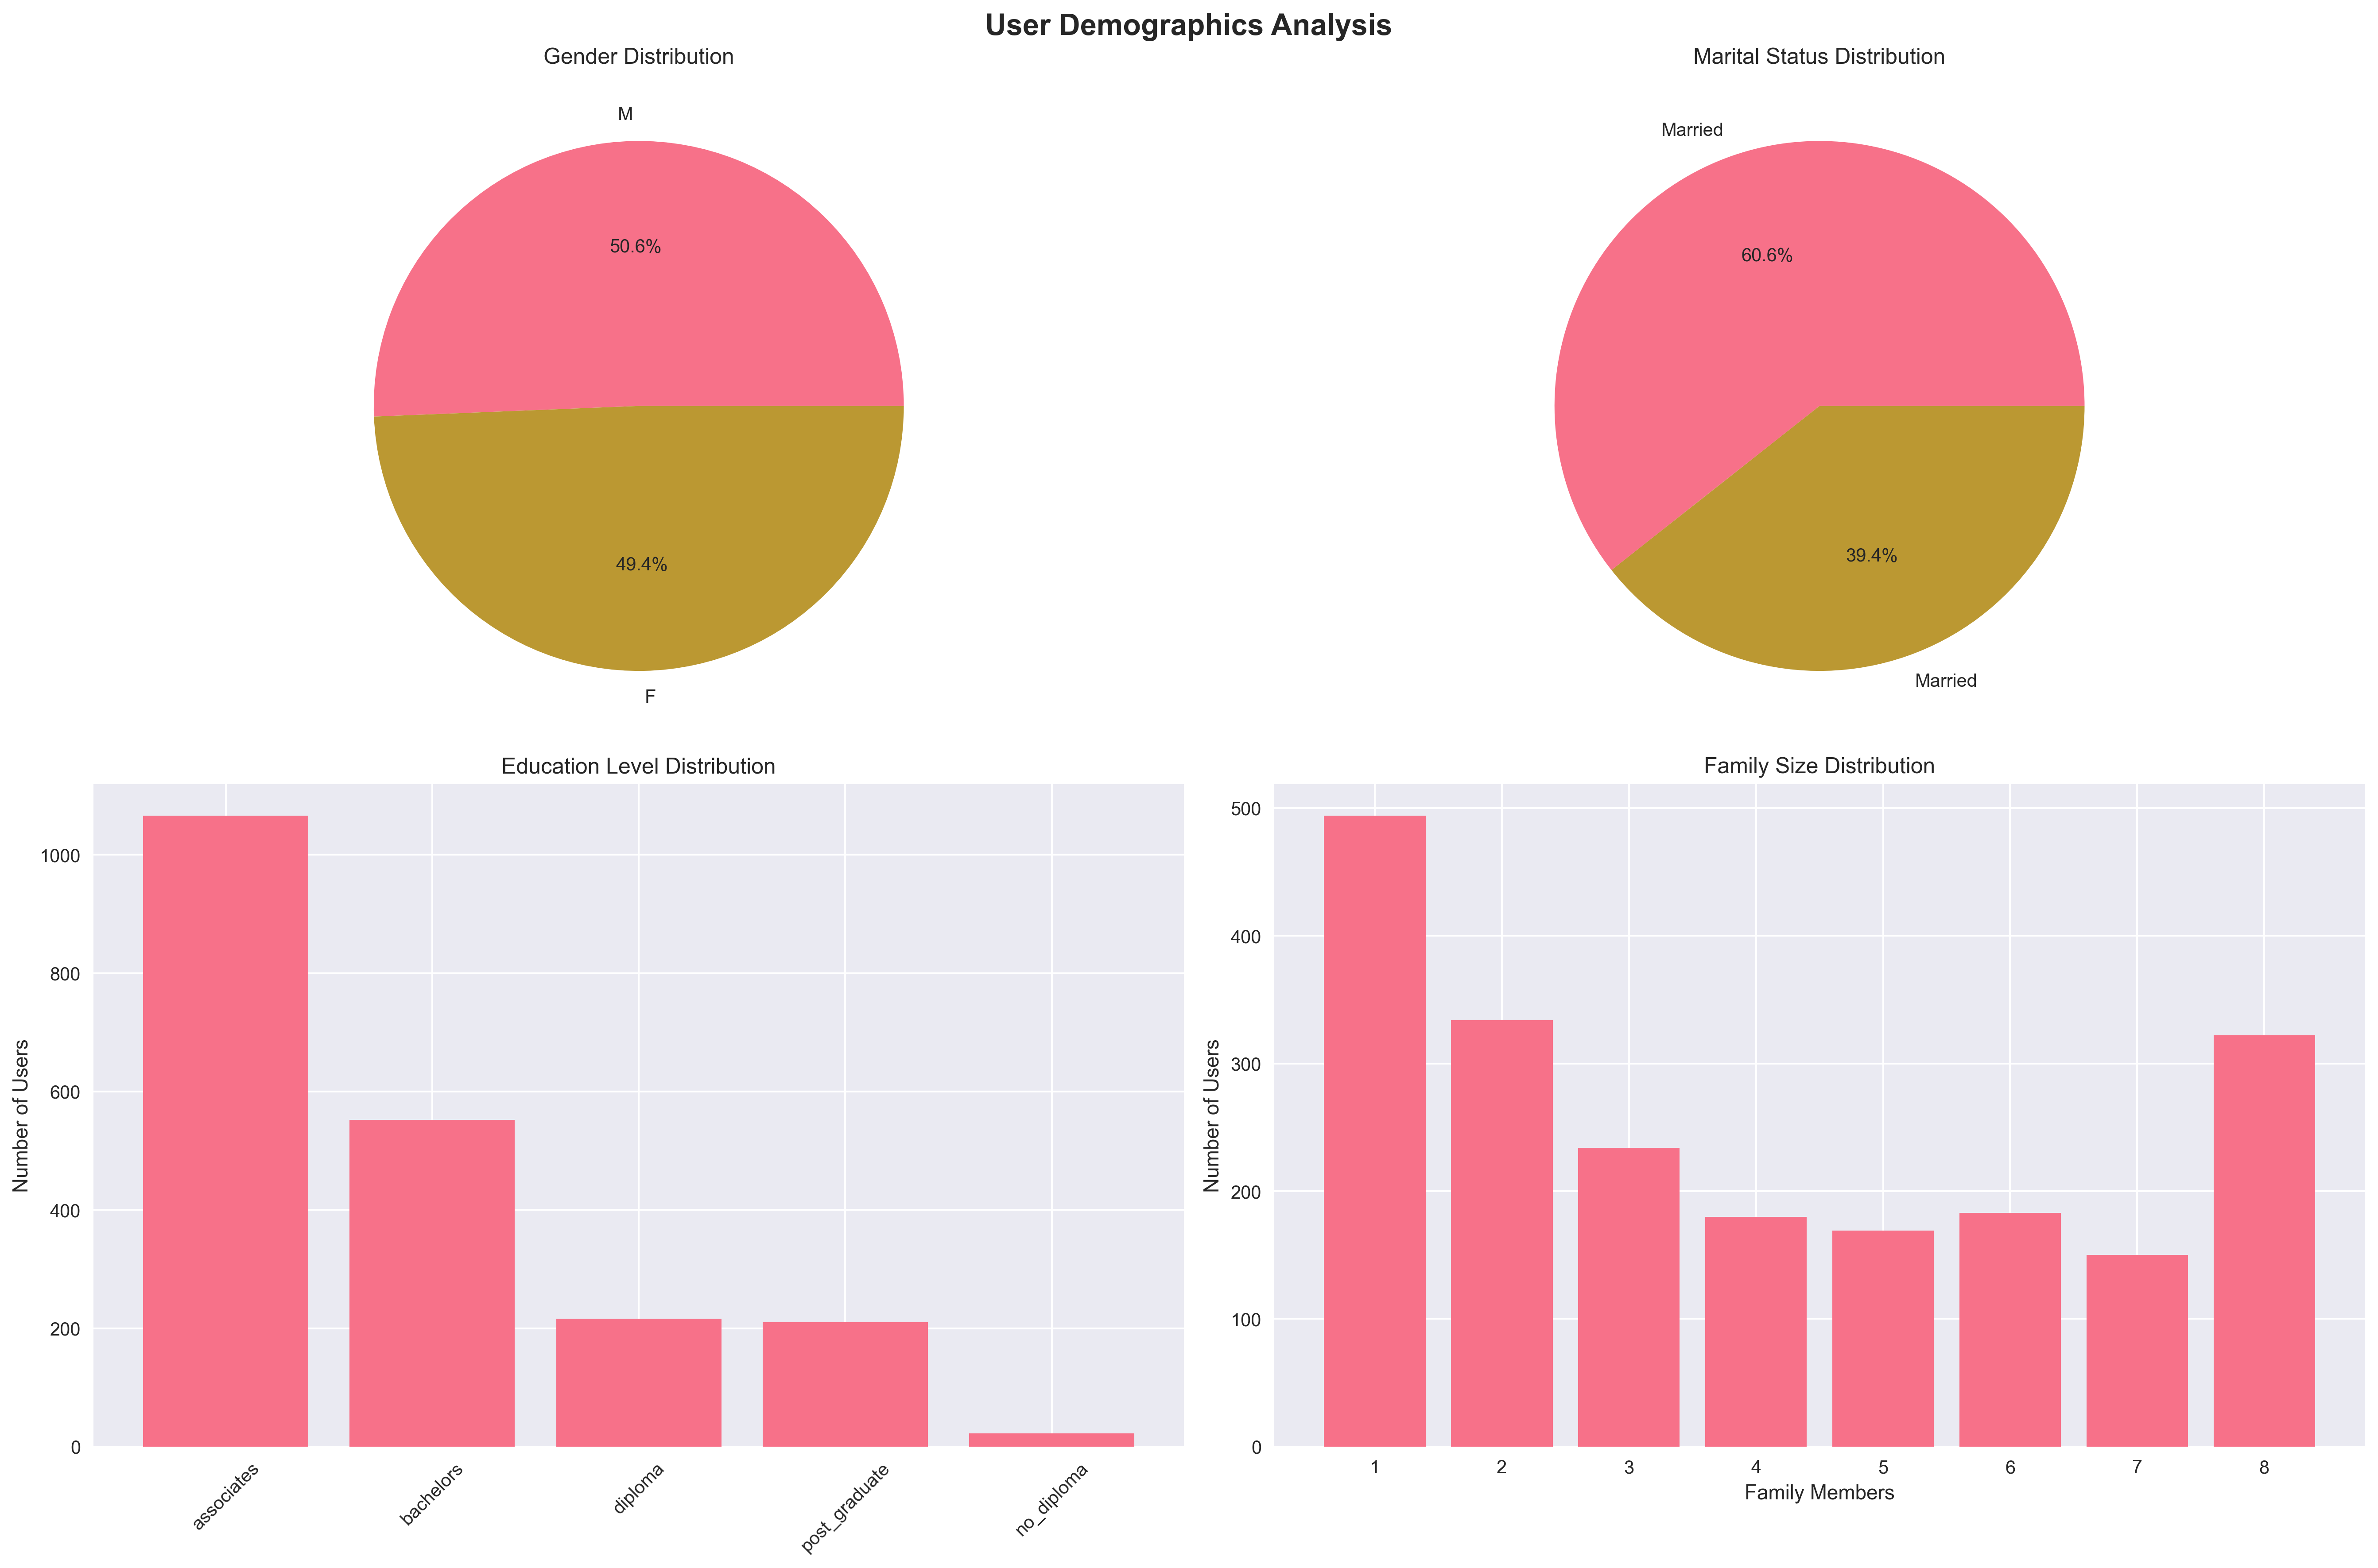 User Demographics Analysis
Gender Distribution
M
50.6%
49.4%
F
Marital Status Distribution
Married
60.6%
39.4%
Married
Education Level Distribution
Number of Users
1000
800
600
400
200
0
associates
bachelors
diploma
post_graduate
no_diploma
Family Size Distribution
Number of Users
500
400
300
200
100
0
1 2 3 4 5 6 7 8
Family Members